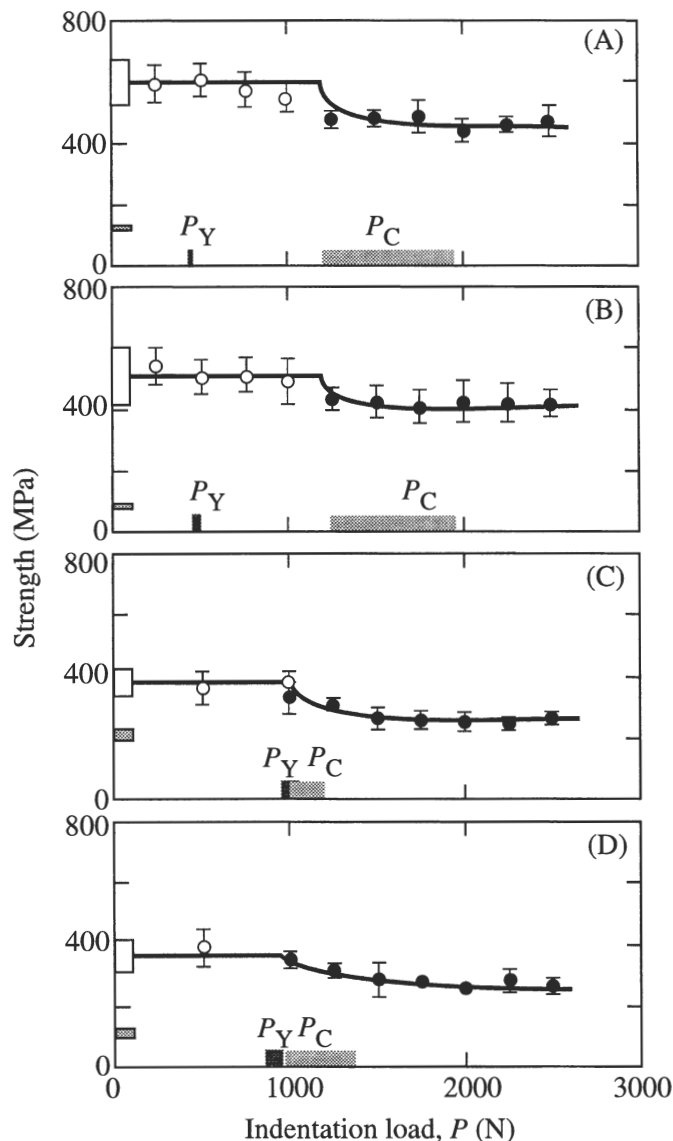 800
(A)
400
P_Y P_C
0
800
(B)
400
P_Y P_C
0
Strength (MPa)
800
(C)
400
P_Y P_C
0
800
(D)
400
P_Y P_C
0
0 1000 2000 3000
Indentation load, P (N)